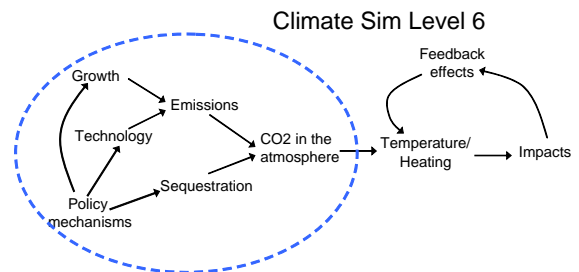 Climate Sim Level 6
Growth
Emissions
Technology
CO2 in the
atmosphere
Sequestration
Policy
mechanisms
Feedback
effects
Temperature/
Heating
Impacts